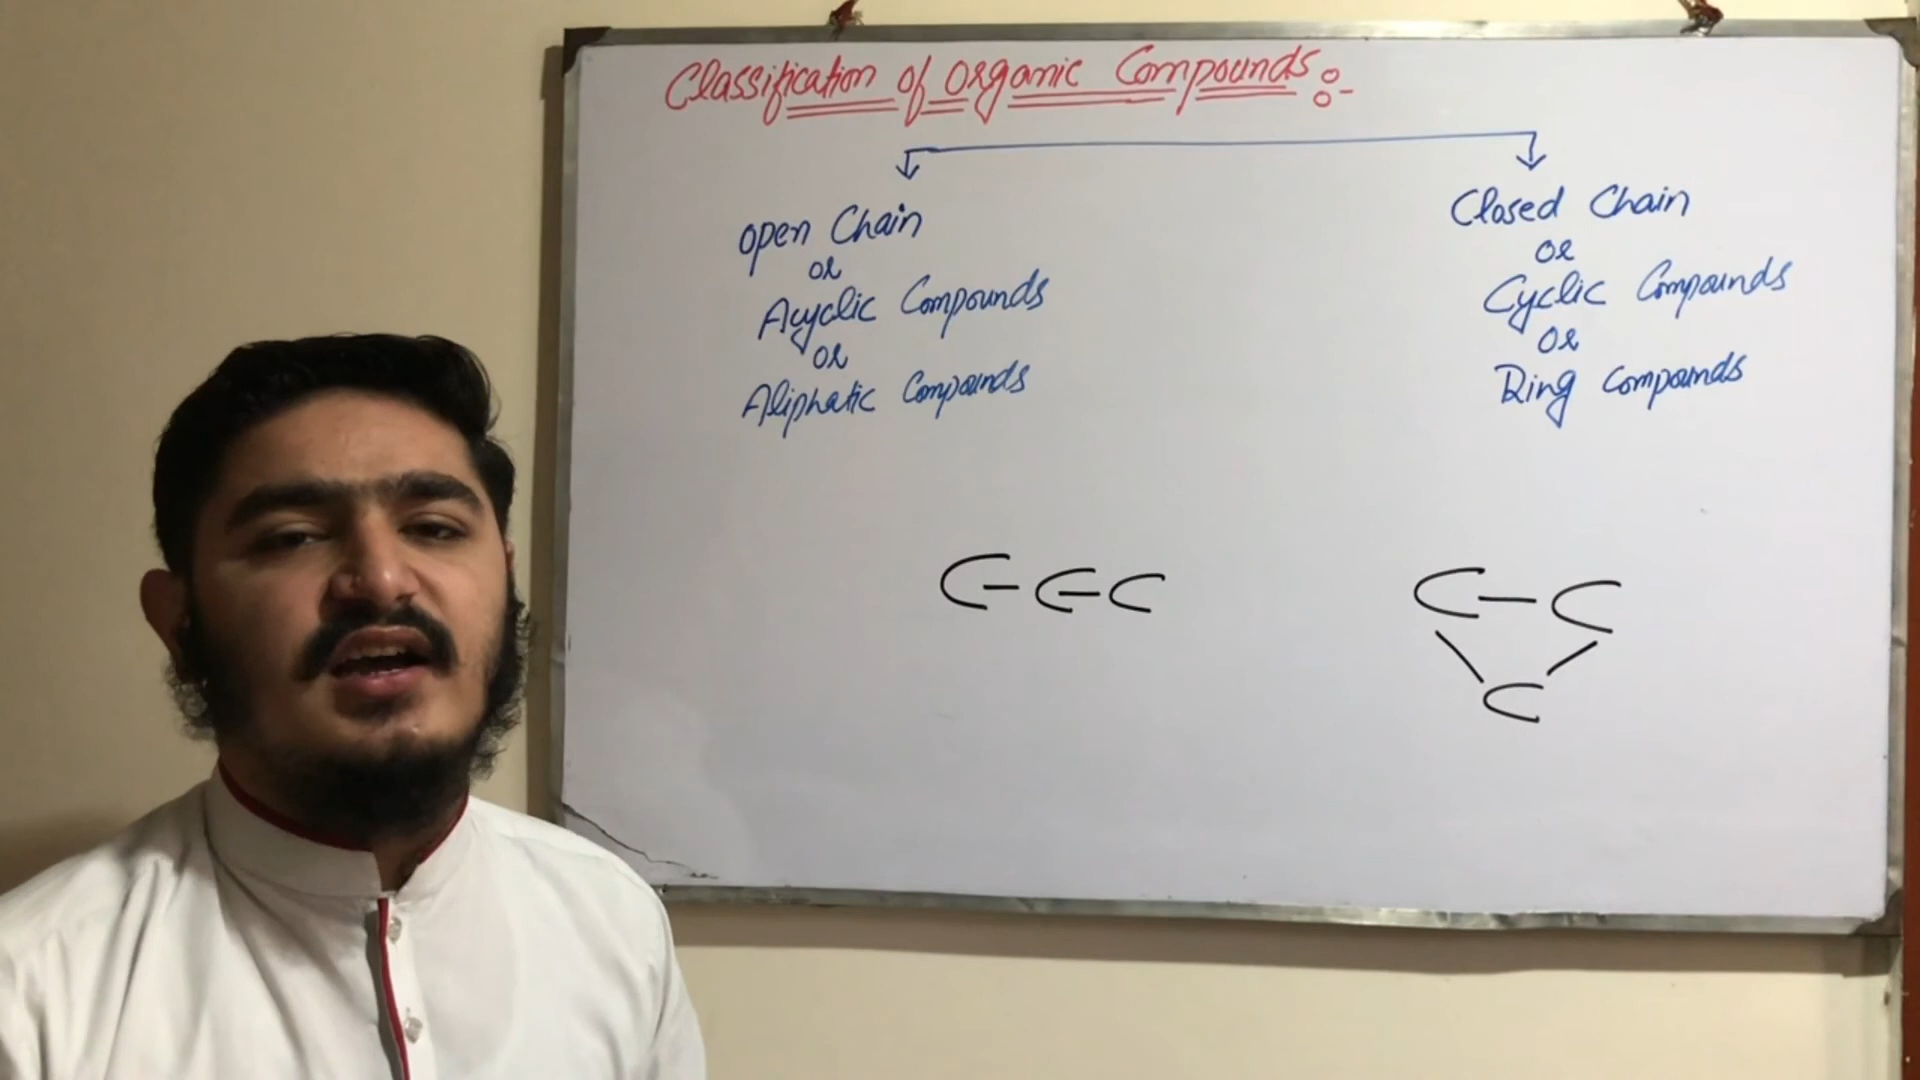 Classification of Organic Compounds:-
Open Chain
or
Acyclic Compounds
or
Aliphatic Compounds
Closed Chain
or
Cyclic Compounds
or
Ring Compounds
C-C-C
C-C
C